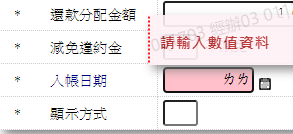 * 還款分配金額
* 減免違約金
請輸入數值資料
* 入帳日期 ㄉㄉ
* 顯示方式